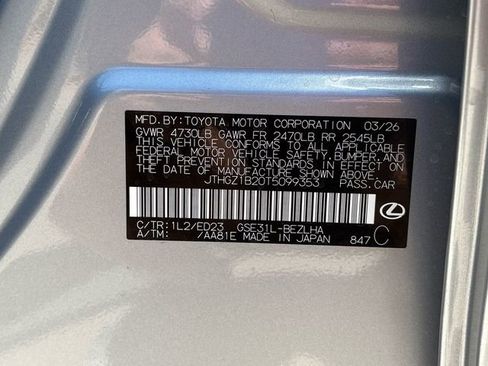 MFD.BY:TOYOTA MOTOR CORPORATION 03/26
GVWR 4730LB GAWR FR 2470LB RR 2545LB
THIS VEHICLE CONFORMS TO ALL APPLICABLE
FEDERAL MOTOR VEHICLE SAFETY,BUMPER,AND
THEFT PREVENTION STANDARDS IN EFFECT ON
THE DATE OF MANUFACTURE SHOWN ABOVE.
JTHGZ1B20T5099353 PASS.CAR
C/TR:1L2/ED23 GSE31L-BEZLHA
A/TM: /AA81E MADE IN JAPAN 847 C